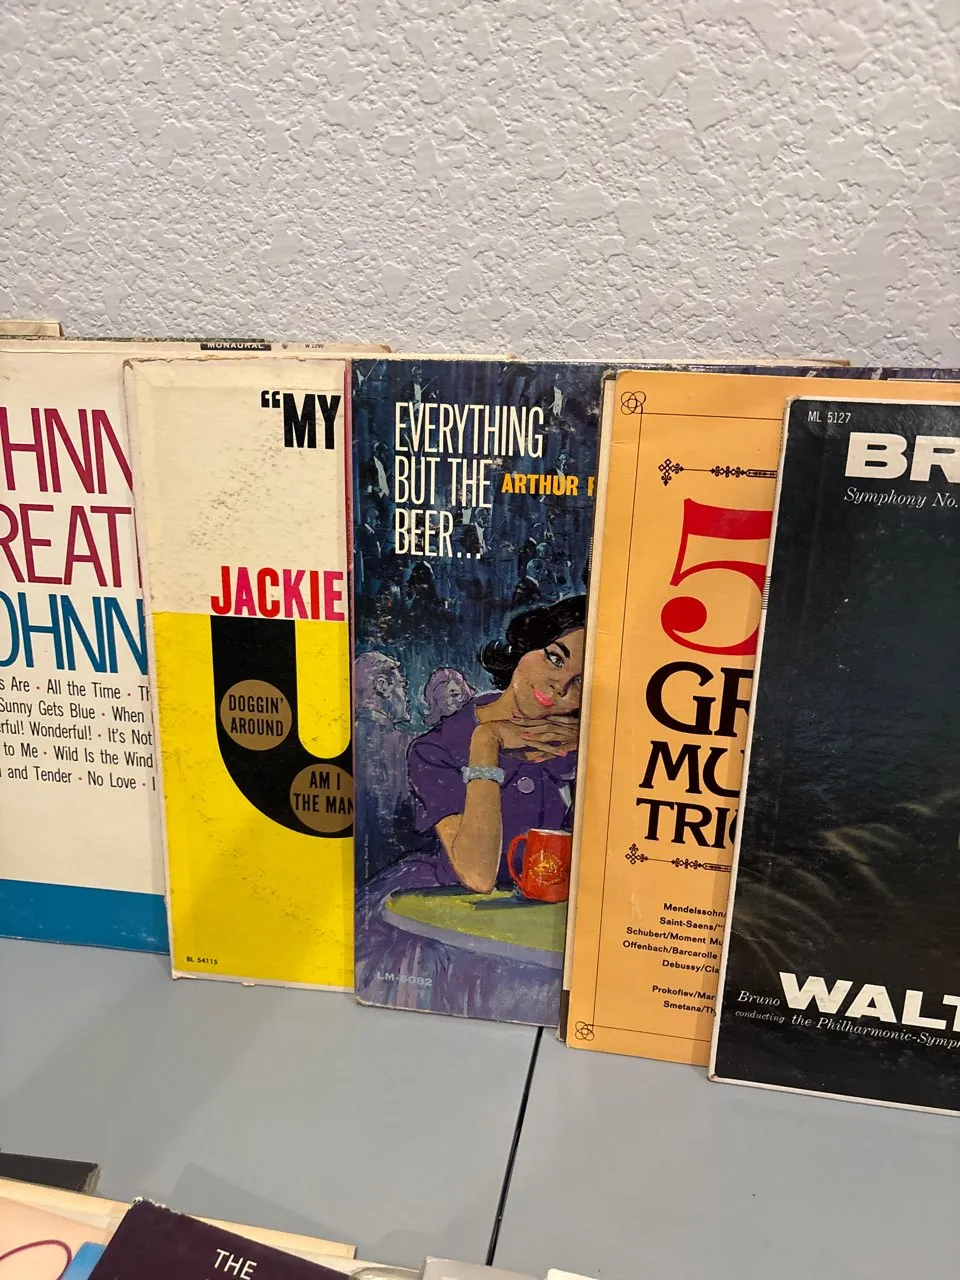 MONAURAL
W 1290
HNN
REAT
OHNN
s Are · All the Time · Th
Sunny Gets Blue · When
rful! Wonderful! · It's Not
to Me · Wild Is the Wind
and Tender · No Love ·
"MY
JACKIE
DOGGIN'
AROUND
AM I
THE MAN
BL 54115
EVERYTHING
BUT THE
BEER...
ARTHUR F
LM-6082
5
GR
MU
TRIO
Mendelssohn/
Saint-Saens/"
Schubert/Moment Mu
Offenbach/Barcarolle
Debussy/Cla
Prokofiev/Mar
Smetana/Th
ML 5127
BR
Symphony No.
Bruno WALT
conducting the Philharmonic-Symph
THE